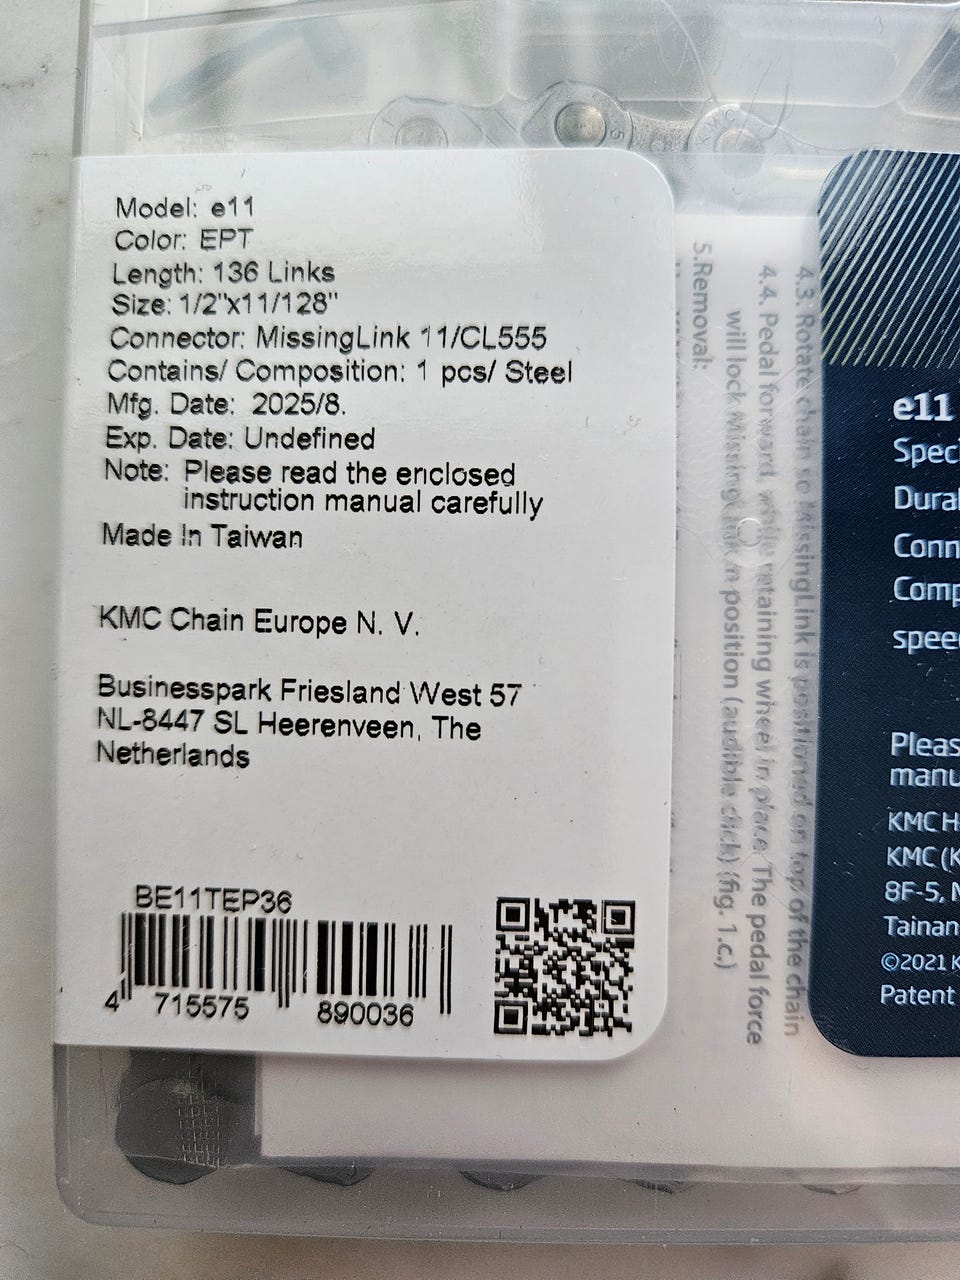 Model: e11
Color: EPT
Length: 136 Links
Size: 1/2"x11/128"
Connector: MissingLink 11/CL555
Contains/ Composition: 1 pcs/ Steel
Mfg. Date: 2025/8.
Exp. Date: Undefined
Note: Please read the enclosed
instruction manual carefully
Made In Taiwan
KMC Chain Europe N. V.
Businesspark Friesland West 57
NL-8447 SL Heerenveen, The
Netherlands
BE11TEP36
4 715575 890036
4.3. Rotate chain so MissingLink is positioned on top of the chain
4.4. Pedal forward, while retaining wheel in place. The pedal force
will lock MissingLink in position (audible click) (fig. 1.c.)
5.Removal:
e11
Spec
Dura
Conn
Comp
speed
Pleas
manu
KMC H
KMC (K
8F-5, N
Tainan
©2021 K
Patent